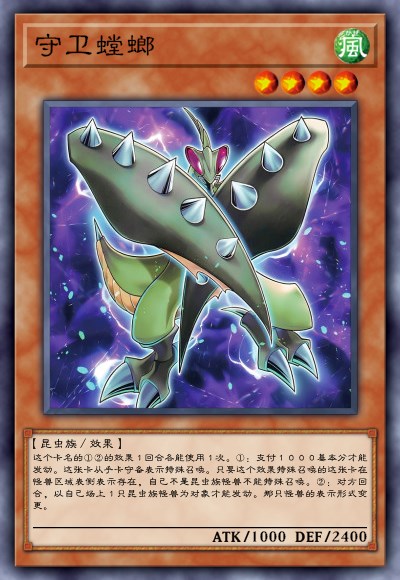 守卫螳螂
風
【昆虫族／效果】
这个卡名的①②的效果1回合各能使用1次。①：支付1000基本分才能
发动。这张卡从手卡守备表示特殊召唤。只要这个效果特殊召唤的这张卡在
怪兽区域表侧表示存在，自己不是昆虫族怪兽不能特殊召唤。②：对方回
合，以自己场上1只昆虫族怪兽为对象才能发动。那只怪兽的表示形式变
更。
ATK/1000 DEF/2400